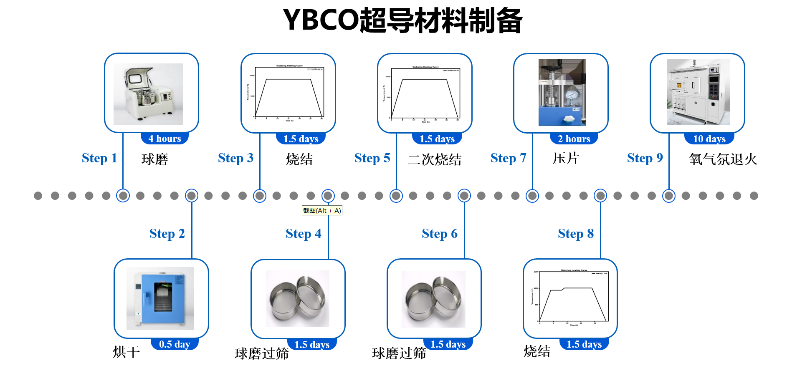 YBCO超导材料制备
4 hours
1.5 days
1.5 days
2 hours
10 days
Step 1
球磨
Step 3
烧结
Step 5
二次烧结
Step 7
压片
Step 9
氧气氛退火
截图(Alt + A)
Step 2
Step 4
Step 6
Step 8
烘干
0.5 day
球磨过筛
1.5 days
球磨过筛
1.5 days
烧结
1.5 days